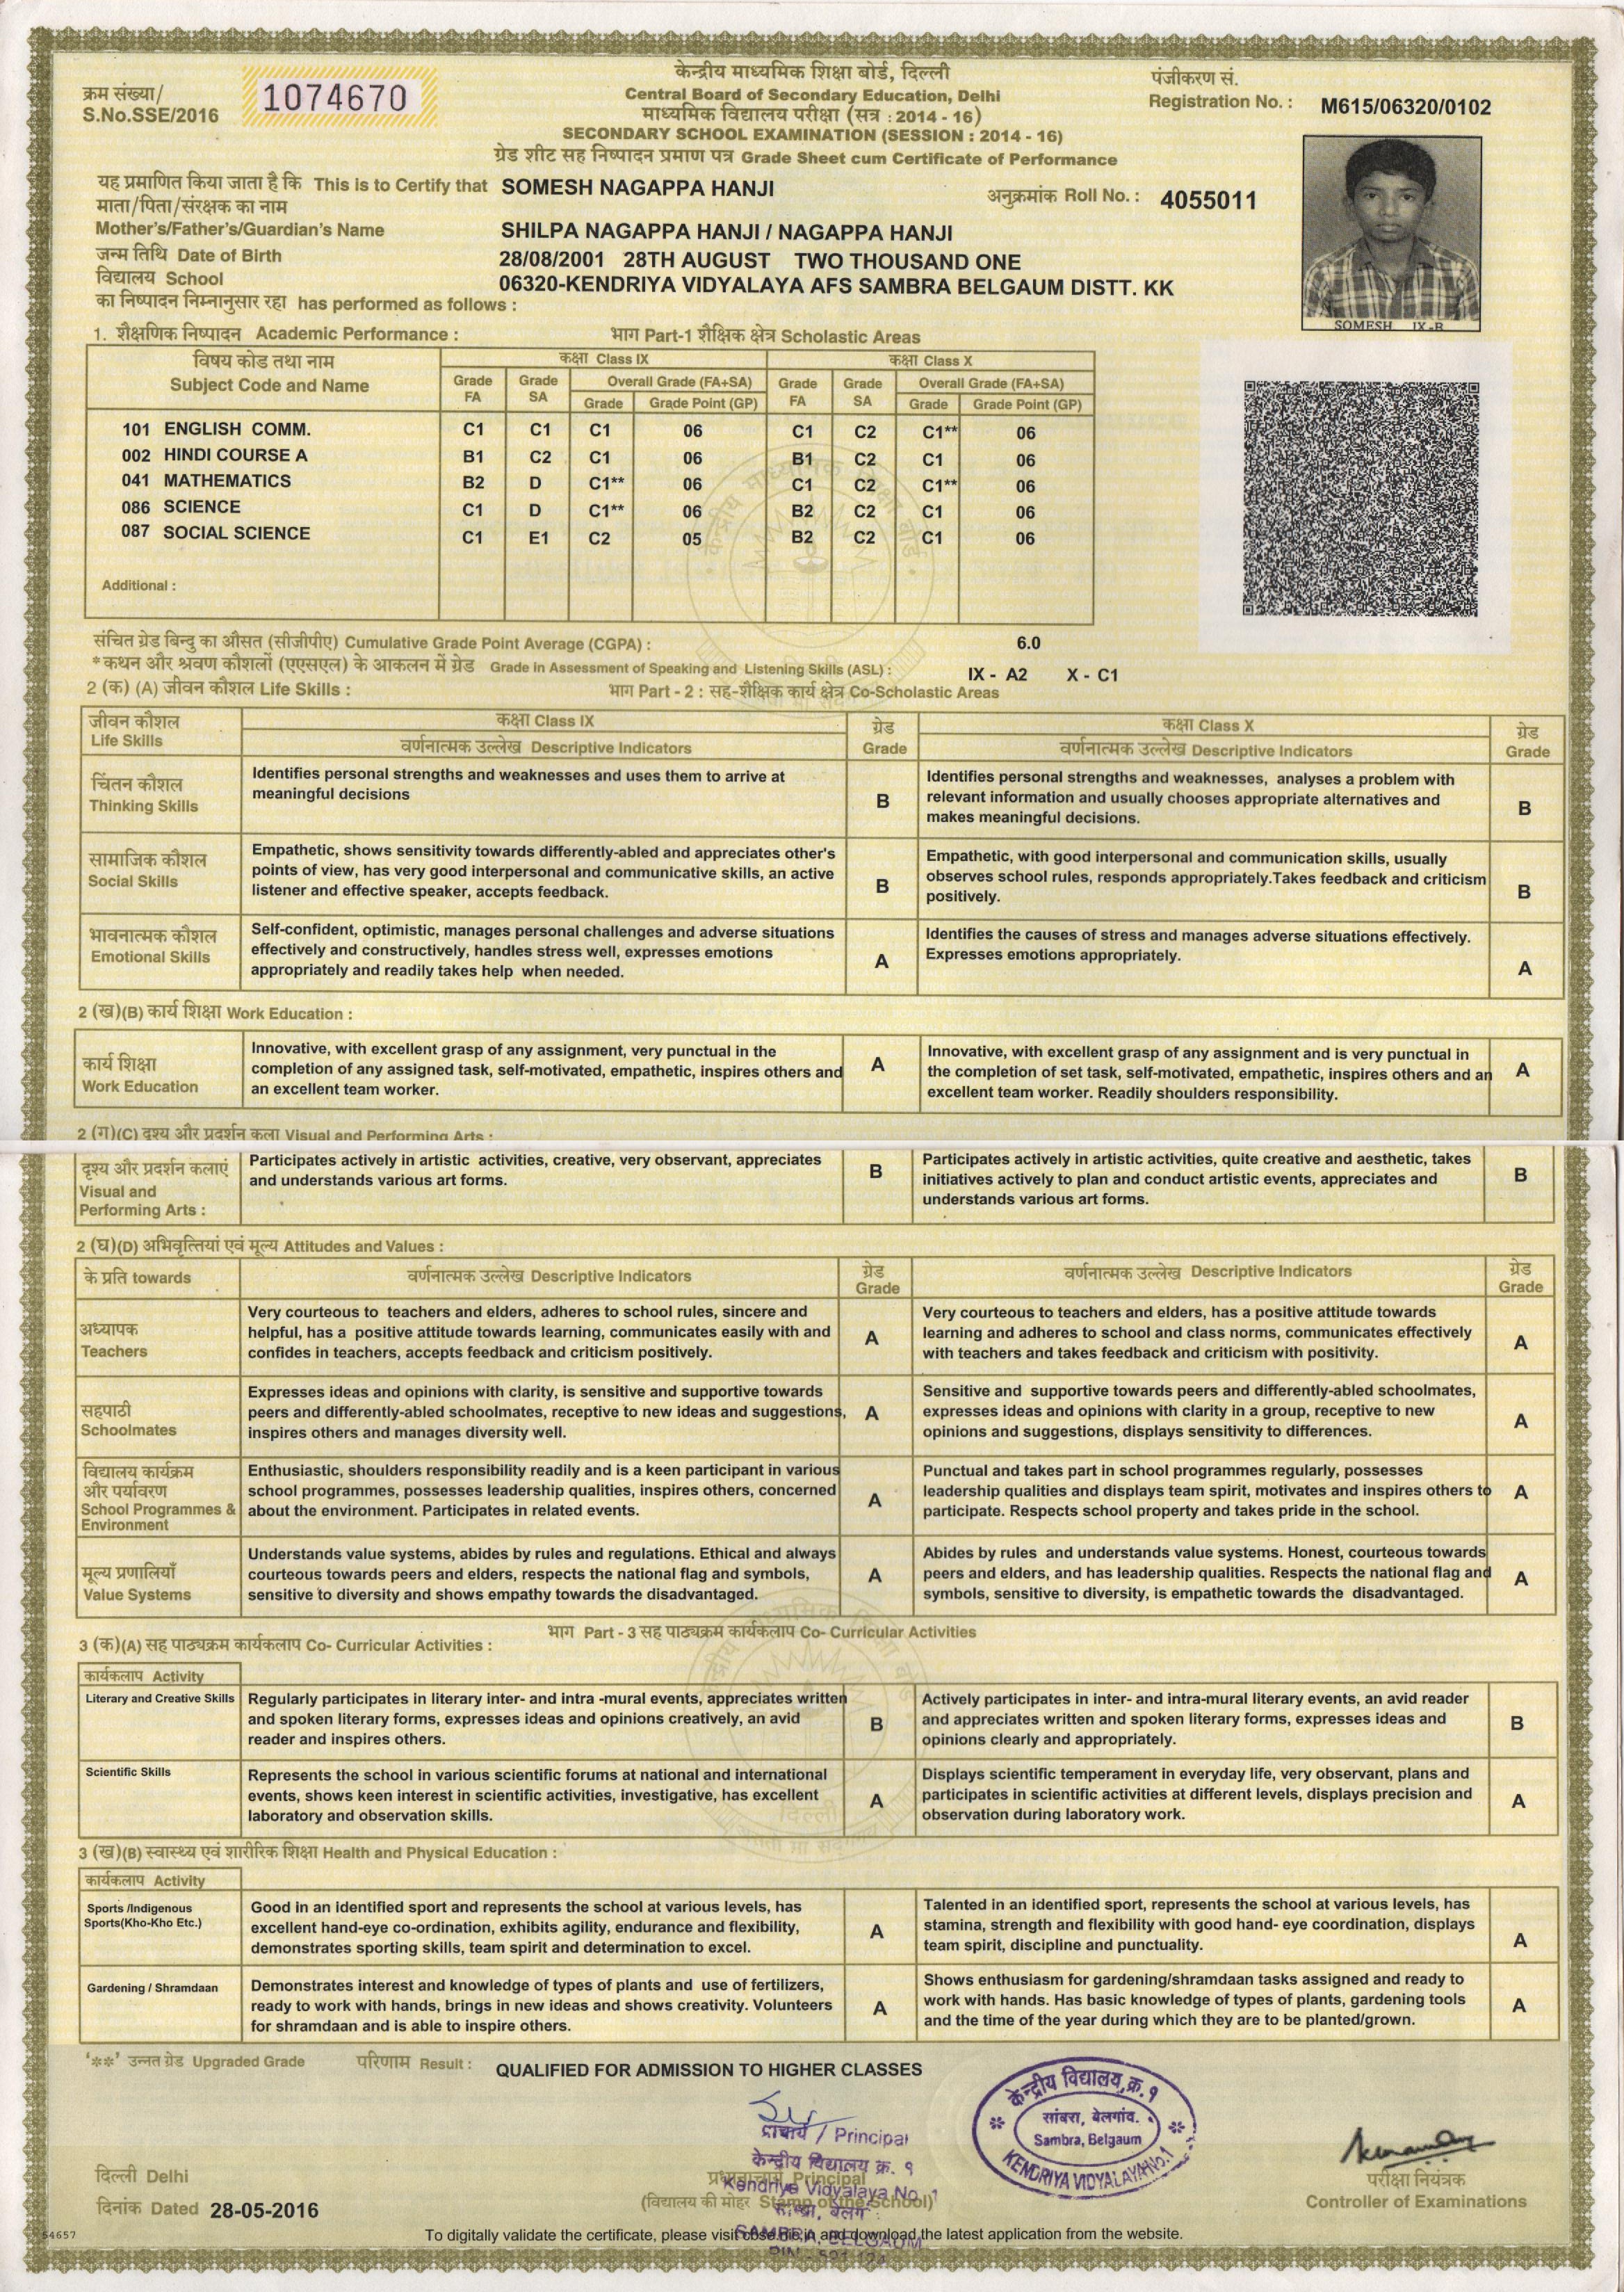 क्रम संख्या/
S.No.SSE/2016
1074670
केन्द्रीय माध्यमिक शिक्षा बोर्ड, दिल्ली
Central Board of Secondary Education, Delhi
माध्यमिक विद्यालय परीक्षा (सत्र : 2014 - 16)
SECONDARY SCHOOL EXAMINATION (SESSION : 2014 - 16)
ग्रेड शीट सह निष्पादन प्रमाण पत्र Grade Sheet cum Certificate of Performance
पंजीकरण सं.
Registration No. : M615/06320/0102
यह प्रमाणित किया जाता है कि This is to Certify that SOMESH NAGAPPA HANJI
अनुक्रमांक Roll No. : 4055011
माता/पिता/संरक्षक का नाम
Mother's/Father's/Guardian's Name SHILPA NAGAPPA HANJI / NAGAPPA HANJI
जन्म तिथि Date of Birth 28/08/2001 28TH AUGUST TWO THOUSAND ONE
विद्यालय School 06320-KENDRIYA VIDYALAYA AFS SAMBRA BELGAUM DISTT. KK
का निष्पादन निम्नानुसार रहा has performed as follows :
SOMESH IX-B
1. शैक्षणिक निष्पादन Academic Performance : भाग Part-1 शैक्षिक क्षेत्र Scholastic Areas
विषय कोड तथा नाम कक्षा Class IX कक्षा Class X
Subject Code and Name Grade FA Grade SA Overall Grade (FA+SA) Grade FA Grade SA Overall Grade (FA+SA)
Grade Grade Point (GP) Grade Grade Point (GP)
101 ENGLISH COMM. C1 C1 C1 06 C1 C2 C1** 06
002 HINDI COURSE A B1 C2 C1 06 B1 C2 C1 06
041 MATHEMATICS B2 D C1** 06 C1 C2 C1** 06
086 SCIENCE C1 D C1** 06 B2 C2 C1 06
087 SOCIAL SCIENCE C1 E1 C2 05 B2 C2 C1 06
Additional :
संचित ग्रेड बिन्दु का औसत (सीजीपीए) Cumulative Grade Point Average (CGPA) : 6.0
*कथन और श्रवण कौशलों (एएसएल) के आकलन में ग्रेड Grade in Assessment of Speaking and Listening Skills (ASL) : IX - A2 X - C1
2 (क) (A) जीवन कौशल Life Skills : भाग Part - 2 : सह-शैक्षिक कार्य क्षेत्र Co-Scholastic Areas
जीवन कौशल कक्षा Class IX ग्रेड कक्षा Class X ग्रेड
Life Skills वर्णनात्मक उल्लेख Descriptive Indicators Grade वर्णनात्मक उल्लेख Descriptive Indicators Grade
चिंतन कौशल
Thinking Skills
Identifies personal strengths and weaknesses and uses them to arrive at
meaningful decisions
B
Identifies personal strengths and weaknesses, analyses a problem with
relevant information and usually chooses appropriate alternatives and
makes meaningful decisions.
B
सामाजिक कौशल
Social Skills
Empathetic, shows sensitivity towards differently-abled and appreciates other's
points of view, has very good interpersonal and communicative skills, an active
listener and effective speaker, accepts feedback.
B
Empathetic, with good interpersonal and communication skills, usually
observes school rules, responds appropriately.Takes feedback and criticism
positively.
B
भावनात्मक कौशल
Emotional Skills
Self-confident, optimistic, manages personal challenges and adverse situations
effectively and constructively, handles stress well, expresses emotions
appropriately and readily takes help when needed.
A
Identifies the causes of stress and manages adverse situations effectively.
Expresses emotions appropriately.
A
2 (ख)(B) कार्य शिक्षा Work Education :
कार्य शिक्षा
Work Education
Innovative, with excellent grasp of any assignment, very punctual in the
completion of any assigned task, self-motivated, empathetic, inspires others and
an excellent team worker.
A
Innovative, with excellent grasp of any assignment and is very punctual in
the completion of set task, self-motivated, empathetic, inspires others and an
excellent team worker. Readily shoulders responsibility.
A
2 (ग)(C) दृश्य और प्रदर्शन कला Visual and Performing Arts :
दृश्य और प्रदर्शन कलाएं
Visual and
Performing Arts :
Participates actively in artistic activities, creative, very observant, appreciates
and understands various art forms.
B
Participates actively in artistic activities, quite creative and aesthetic, takes
initiatives actively to plan and conduct artistic events, appreciates and
understands various art forms.
B
2 (घ)(D) अभिवृत्तियां एवं मूल्य Attitudes and Values :
के प्रति towards वर्णनात्मक उल्लेख Descriptive Indicators ग्रेड Grade वर्णनात्मक उल्लेख Descriptive Indicators ग्रेड Grade
अध्यापक
Teachers
Very courteous to teachers and elders, adheres to school rules, sincere and
helpful, has a positive attitude towards learning, communicates easily with and
confides in teachers, accepts feedback and criticism positively.
A
Very courteous to teachers and elders, has a positive attitude towards
learning and adheres to school and class norms, communicates effectively
with teachers and takes feedback and criticism with positivity.
A
सहपाठी
Schoolmates
Expresses ideas and opinions with clarity, is sensitive and supportive towards
peers and differently-abled schoolmates, receptive to new ideas and suggestions,
inspires others and manages diversity well.
A
Sensitive and supportive towards peers and differently-abled schoolmates,
expresses ideas and opinions with clarity in a group, receptive to new
opinions and suggestions, displays sensitivity to differences.
A
विद्यालय कार्यक्रम
और पर्यावरण
School Programmes &
Environment
Enthusiastic, shoulders responsibility readily and is a keen participant in various
school programmes, possesses leadership qualities, inspires others, concerned
about the environment. Participates in related events.
A
Punctual and takes part in school programmes regularly, possesses
leadership qualities and displays team spirit, motivates and inspires others to
participate. Respects school property and takes pride in the school.
A
मूल्य प्रणालियाँ
Value Systems
Understands value systems, abides by rules and regulations. Ethical and always
courteous towards peers and elders, respects the national flag and symbols,
sensitive to diversity and shows empathy towards the disadvantaged.
A
Abides by rules and understands value systems. Honest, courteous towards
peers and elders, and has leadership qualities. Respects the national flag and
symbols, sensitive to diversity, is empathetic towards the disadvantaged.
A
भाग Part - 3 सह पाठ्यक्रम कार्यकलाप Co- Curricular Activities
3 (क)(A) सह पाठ्यक्रम कार्यकलाप Co- Curricular Activities :
कार्यकलाप Activity
Literary and Creative Skills
Regularly participates in literary inter- and intra -mural events, appreciates written
and spoken literary forms, expresses ideas and opinions creatively, an avid
reader and inspires others.
B
Actively participates in inter- and intra-mural literary events, an avid reader
and appreciates written and spoken literary forms, expresses ideas and
opinions clearly and appropriately.
B
Scientific Skills
Represents the school in various scientific forums at national and international
events, shows keen interest in scientific activities, investigative, has excellent
laboratory and observation skills.
A
Displays scientific temperament in everyday life, very observant, plans and
participates in scientific activities at different levels, displays precision and
observation during laboratory work.
A
3 (ख)(B) स्वास्थ्य एवं शारीरिक शिक्षा Health and Physical Education :
कार्यकलाप Activity
Sports /Indigenous
Sports(Kho-Kho Etc.)
Good in an identified sport and represents the school at various levels, has
excellent hand-eye co-ordination, exhibits agility, endurance and flexibility,
demonstrates sporting skills, team spirit and determination to excel.
A
Talented in an identified sport, represents the school at various levels, has
stamina, strength and flexibility with good hand- eye coordination, displays
team spirit, discipline and punctuality.
A
Gardening / Shramdaan
Demonstrates interest and knowledge of types of plants and use of fertilizers,
ready to work with hands, brings in new ideas and shows creativity. Volunteers
for shramdaan and is able to inspire others.
A
Shows enthusiasm for gardening/shramdaan tasks assigned and ready to
work with hands. Has basic knowledge of types of plants, gardening tools
and the time of the year during which they are to be planted/grown.
A
'**' उन्नत ग्रेड Upgraded Grade परिणाम Result : QUALIFIED FOR ADMISSION TO HIGHER CLASSES
प्राचार्य / Principal
केन्द्रीय विद्यालय क्र. १
Kendriya Vidyalaya No. 1
SAMBRA, BELGAUM
केन्द्रीय विद्यालय, क्र. १
सांबरा, बेलगांव.
Sambra, Belgaum
KENDRIYA VIDYALAYA No.1
प्रधानाचार्य Principal
(विद्यालय की मोहर Stamp of the School)
दिल्ली Delhi
दिनांक Dated 28-05-2016
परीक्षा नियंत्रक
Controller of Examinations
54657
To digitally validate the certificate, please visit cbse.nic.in and download the latest application from the website.